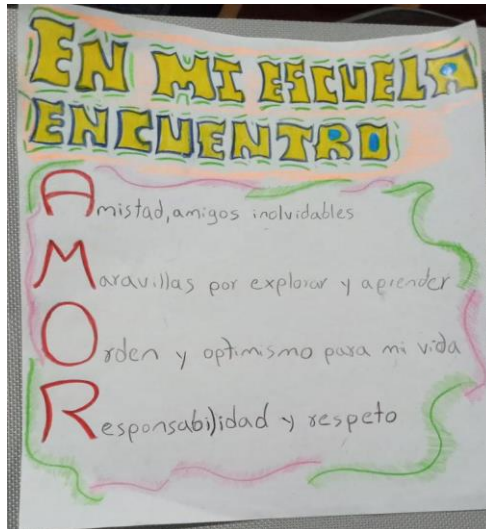 EN MI ESCUELA
ENCUENTRO
Amistad, amigos inolvidables
Maravillas por explorar y aprender
Orden y optimismo para mi vida
Responsabilidad y respeto